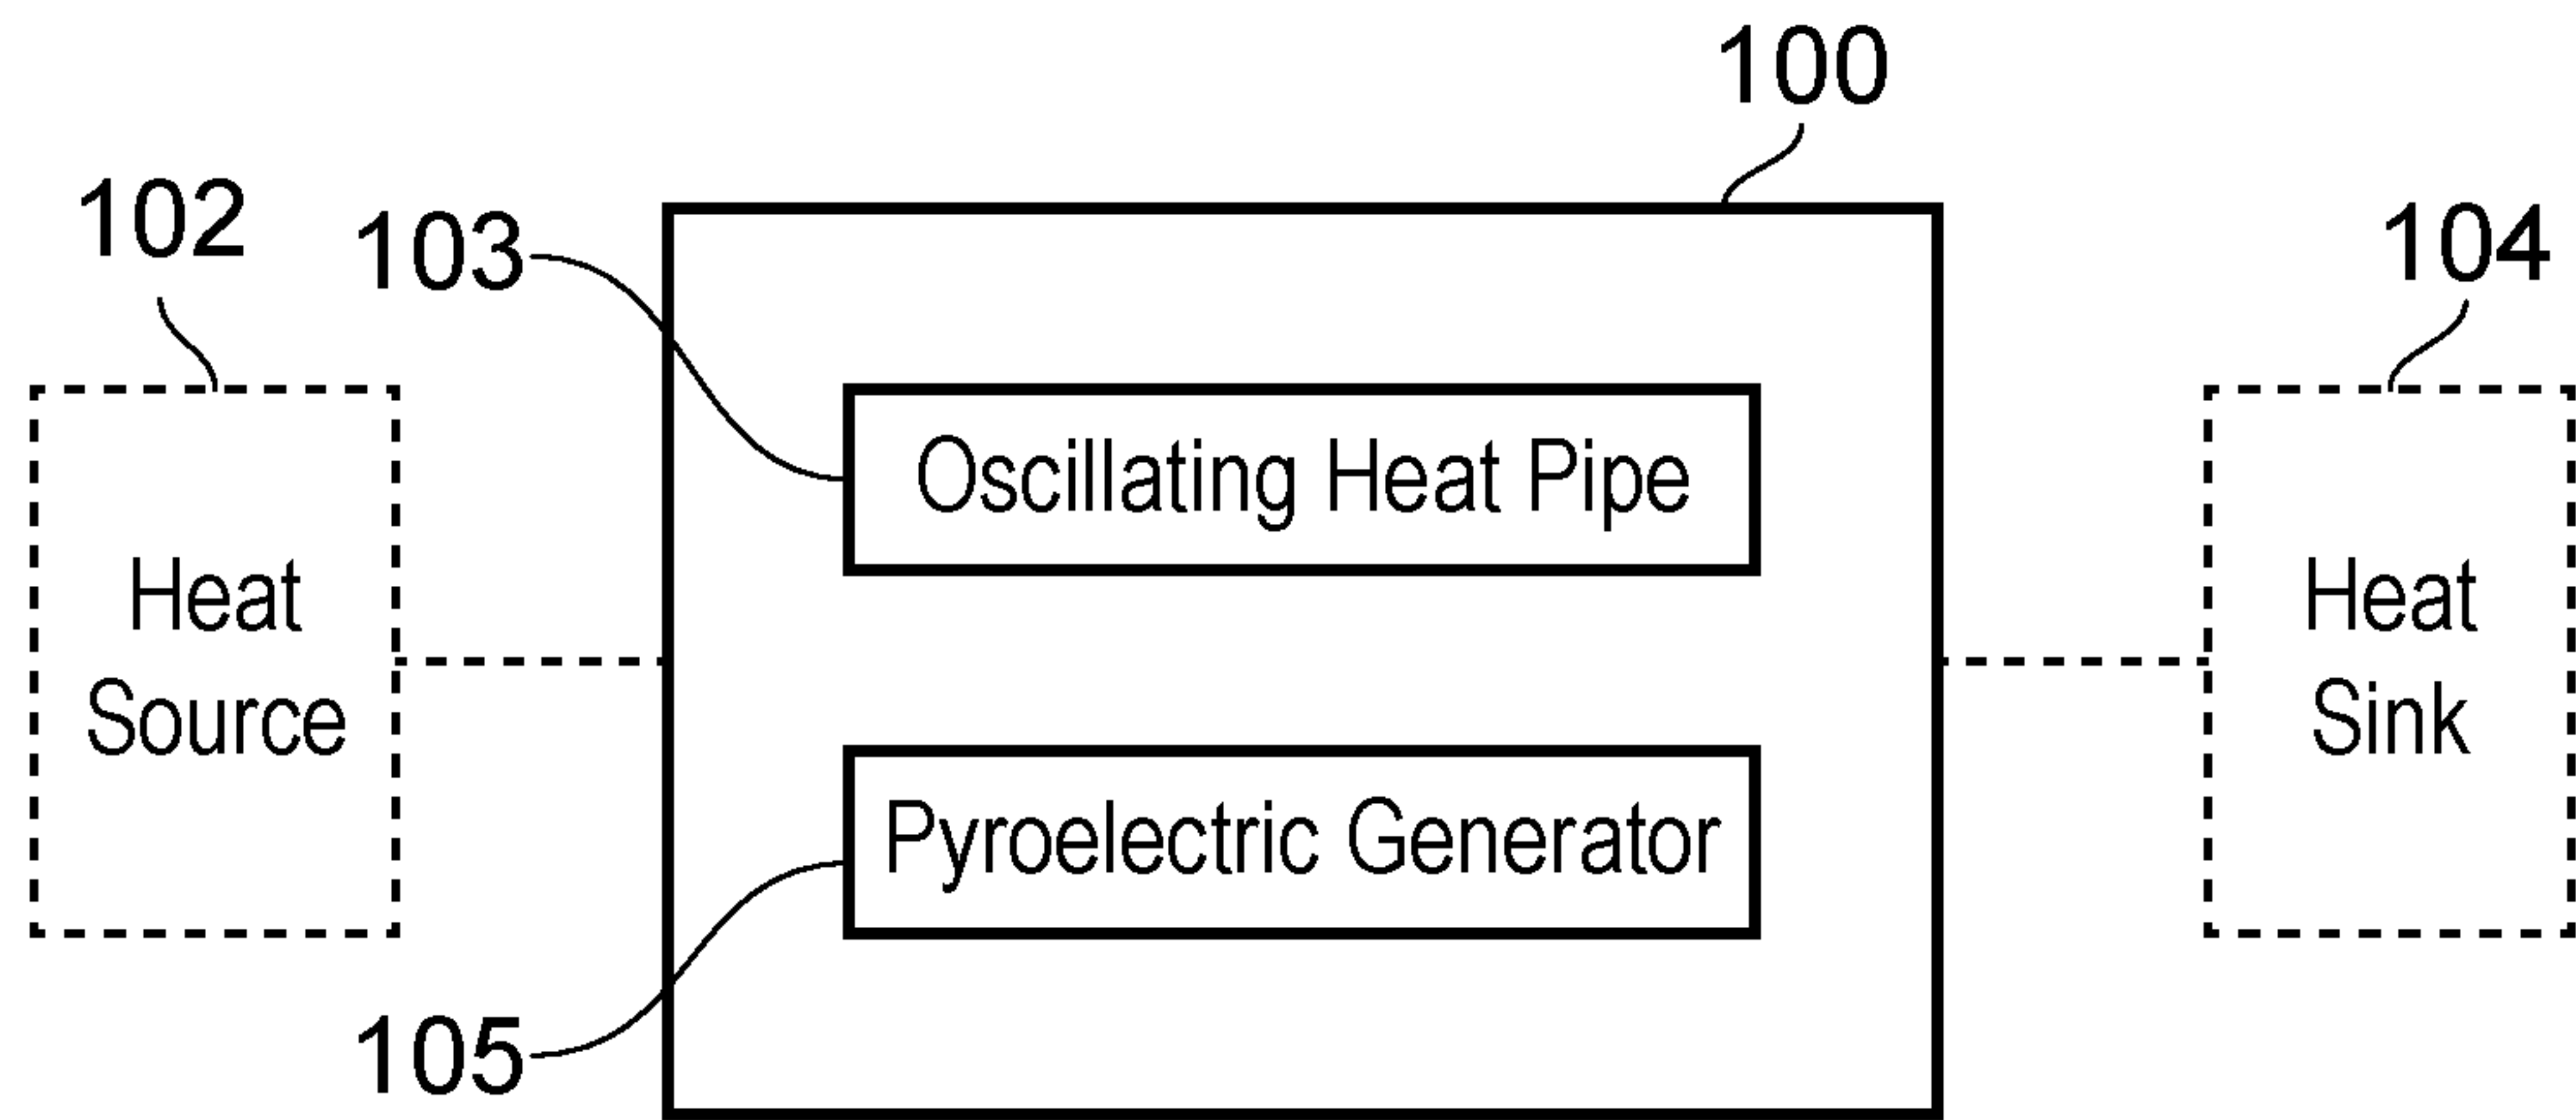 100
102
103
104
Oscillating Heat Pipe
Heat
Source
Heat
Sink
Pyroelectric Generator
105